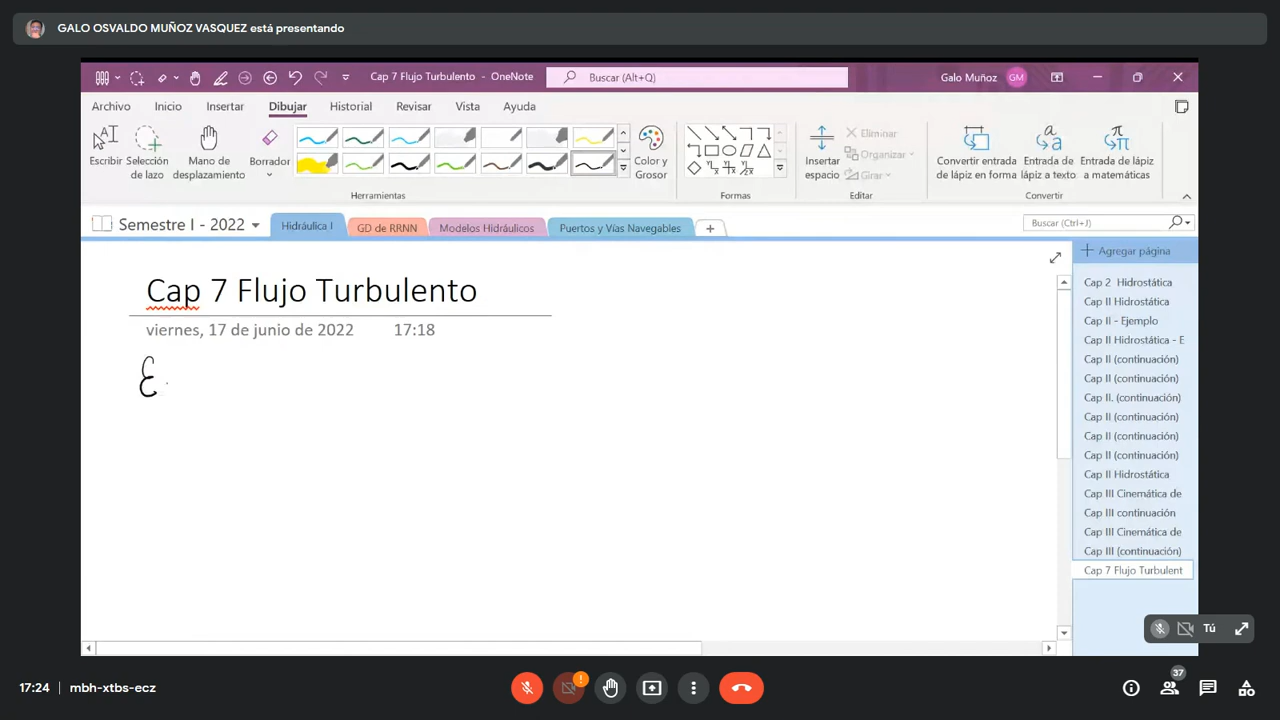 GALO OSVALDO MUÑOZ VASQUEZ está presentando
Cap 7 Flujo Turbulento - OneNote
Buscar (Alt+Q)
Galo Muñoz GM
Archivo Inicio Insertar Dibujar Historial Revisar Vista Ayuda
Escribir
Selección de lazo
Mano de desplazamiento
Borrador
Color y Grosor
Insertar espacio
Eliminar
Organizar
Girar
Convertir entrada de lápiz en forma
Entrada de lápiz a texto
Entrada de lápiz a matemáticas
Herramientas Formas Editar Convertir
Semestre I - 2022
Hidráulica I
GD de RRNN
Modelos Hidráulicos
Puertos y Vías Navegables
Buscar (Ctrl+J)
Agregar página
Cap 7 Flujo Turbulento
viernes, 17 de junio de 2022 17:18
E
Cap 2 Hidrostática
Cap II Hidrostática
Cap II - Ejemplo
Cap II Hidrostática - E
Cap II (continuación)
Cap II (continuación)
Cap II. (continuación)
Cap II (continuación)
Cap II (continuación)
Cap II (continuación)
Cap II Hidrostática
Cap III Cinemática de
Cap III continuación
Cap III Cinemática de
Cap III (continuación)
Cap 7 Flujo Turbulent
Tú
17:24 mbh-xtbs-ecz
37